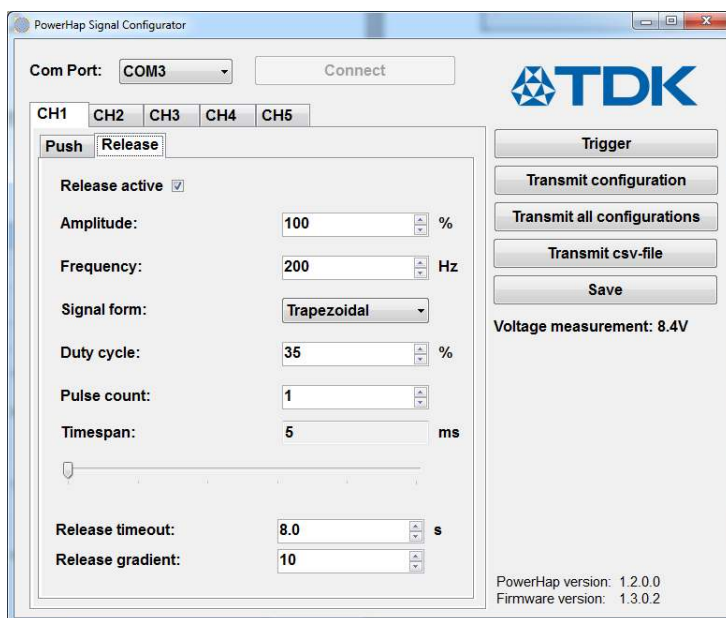 PowerHap Signal Configurator
Com Port: COM3 Connect
TDK
CH1 CH2 CH3 CH4 CH5
Push Release
Release active
Amplitude: 100 %
Frequency: 200 Hz
Signal form: Trapezoidal
Duty cycle: 35 %
Pulse count: 1
Timespan: 5 ms
Release timeout: 8.0 s
Release gradient: 10
Trigger
Transmit configuration
Transmit all configurations
Transmit csv-file
Save
Voltage measurement: 8.4V
PowerHap version: 1.2.0.0
Firmware version: 1.3.0.2